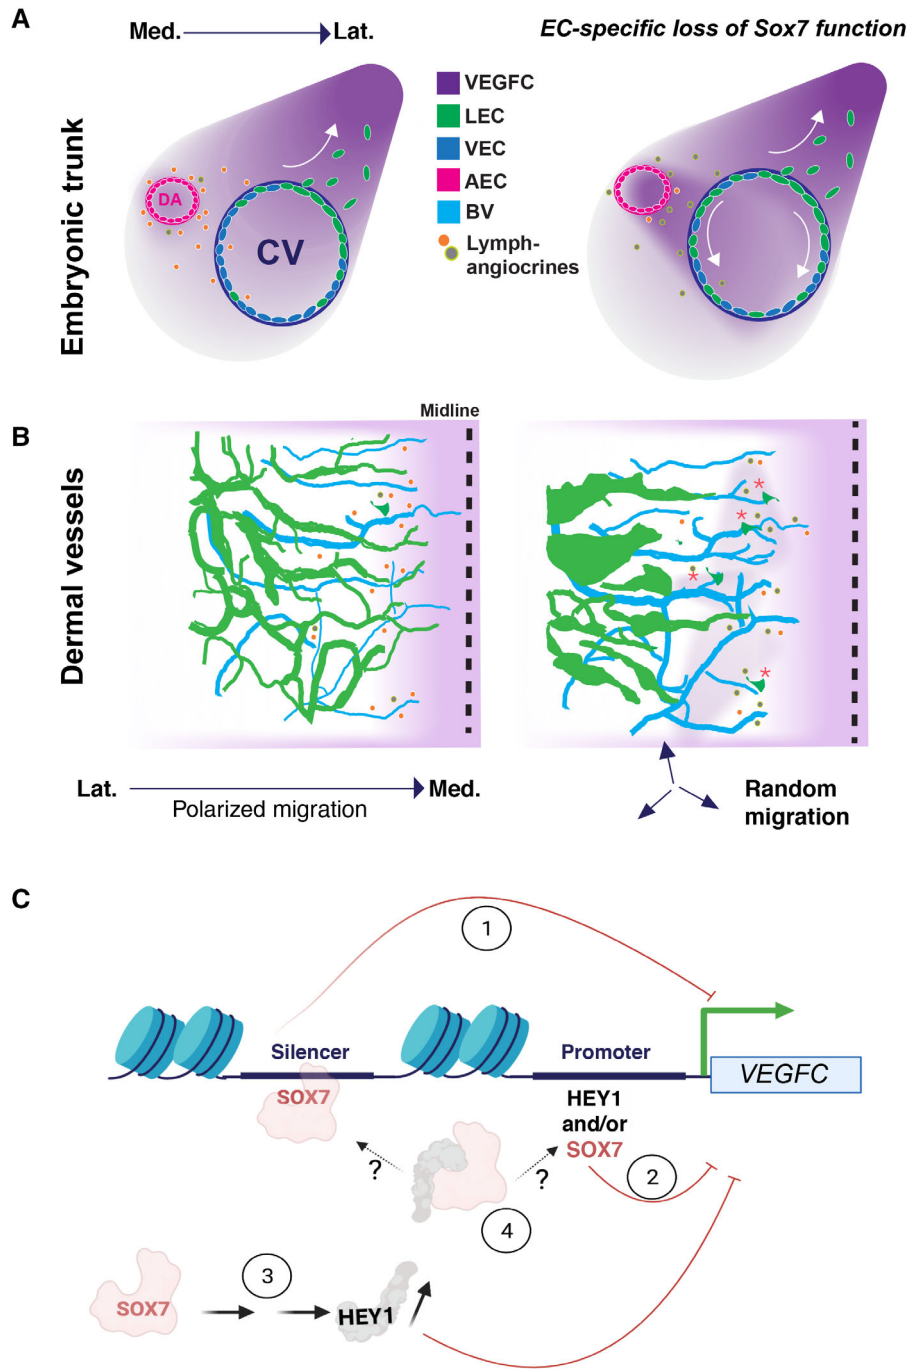 A
Med.
Lat.
EC-specific loss of Sox7 function
Embryonic trunk
DA
CV
VEGFC
LEC
VEC
AEC
BV
Lymph-
angiocrines
B
Midline
Dermal vessels
*
*
*
*
Lat.
Med.
Polarized migration
Random
migration
C
1
Silencer
Promoter
VEGFC
SOX7
HEY1
and/or
SOX7
?
?
2
4
3
SOX7
HEY1